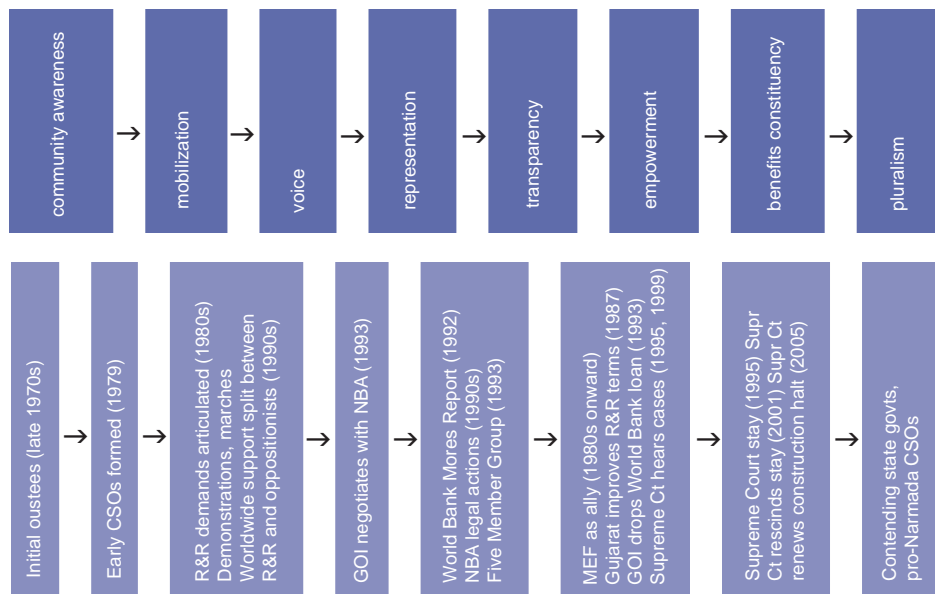 community awareness
mobilization
voice
representation
transparency
empowerment
benefits constituency
pluralism
Initial oustees (late 1970s)
Early CSOs formed (1979)
R&R demands articulated (1980s)
Demonstrations, marches
Worldwide support split between
R&R and oppositionists (1990s)
GOI negotiates with NBA (1993)
World Bank Mores Report (1992)
NBA legal actions (1990s)
Five Member Group (1993)
MEF as ally (1980s onward)
Gujarat improves R&R terms (1987)
GOI drops World Bank loan (1993)
Supreme Ct hears cases (1995, 1999)
Supreme Court stay (1995) Supr
Ct rescinds stay (2001) Supr Ct
renews construction halt (2005)
Contending state govts,
pro-Narmada CSOs